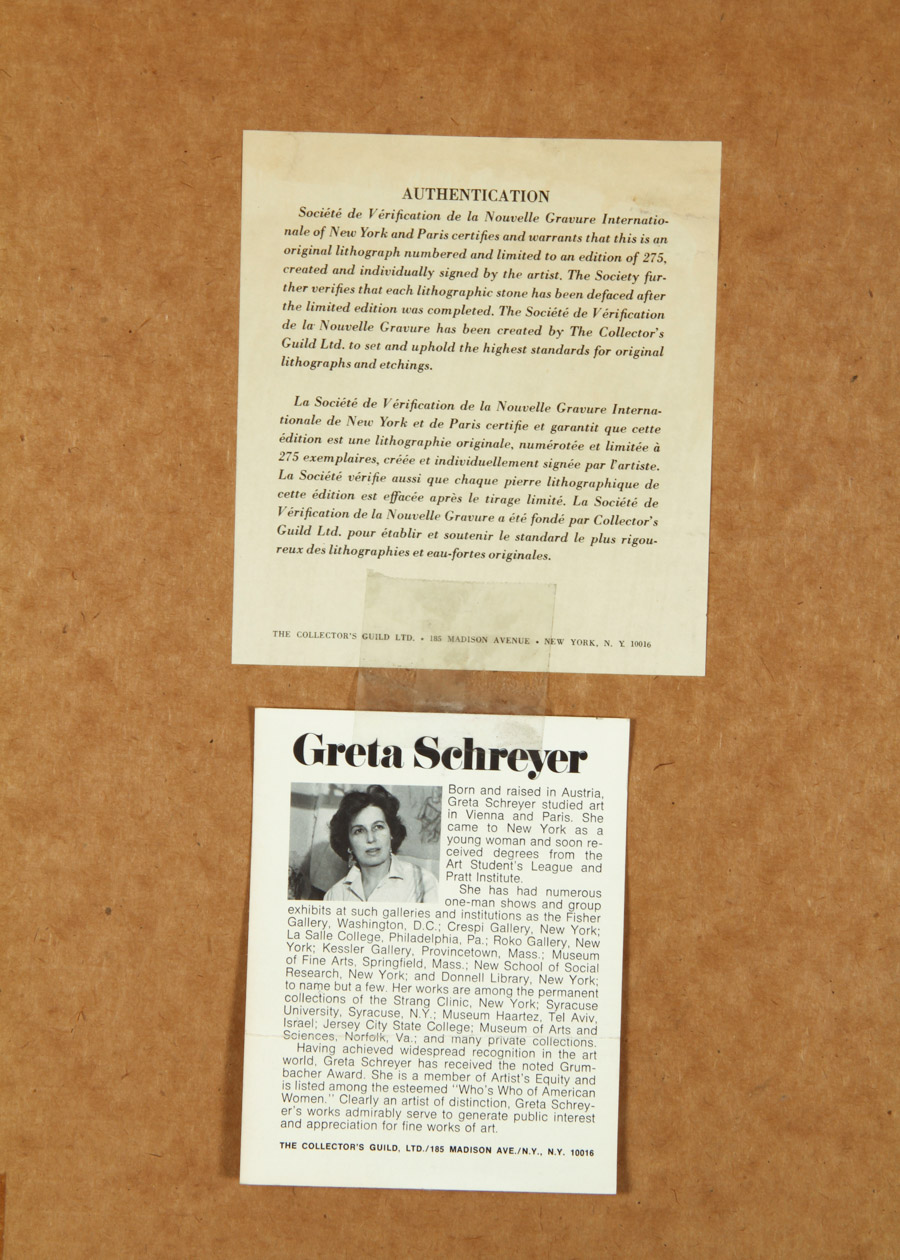 AUTHENTICATION
Société de Vérification de la Nouvelle Gravure Internatio-
nale of New York and Paris certifies and warrants that this is an
original lithograph numbered and limited to an edition of 275,
created and individually signed by the artist. The Society fur-
ther verifies that each lithographic stone has been defaced after
the limited edition was completed. The Société de Vérification
de la Nouvelle Gravure has been created by The Collector's
Guild Ltd. to set and uphold the highest standards for original
lithographs and etchings.
La Société de Vérification de la Nouvelle Gravure Interna-
tionale de New York et de Paris certifie et garantit que cette
édition est une lithographie originale, numérotée et limitée à
275 exemplaires, créée et individuellement signée par l'artiste.
La Société vérifie aussi que chaque pierre lithographique de
cette édition est effacée après le tirage limité. La Société de
Vérification de la Nouvelle Gravure a été fondé par Collector's
Guild Ltd. pour établir et soutenir le standard le plus rigou-
reux des lithographies et eau-fortes originales.
THE COLLECTOR'S GUILD LTD. • 185 MADISON AVENUE • NEW YORK, N. Y. 10016
Greta Schreyer
Born and raised in Austria,
Greta Schreyer studied art
in Vienna and Paris. She
came to New York as a
young woman and soon re-
ceived degrees from the
Art Student's League and
Pratt Institute.
She has had numerous
one-man shows and group
exhibits at such galleries and institutions as the Fisher
Gallery, Washington, D.C.; Crespi Gallery, New York;
La Salle College, Philadelphia, Pa.; Roko Gallery, New
York; Kessler Gallery, Provincetown, Mass.; Museum
of Fine Arts, Springfield, Mass.; New School of Social
Research, New York; and Donnell Library, New York;
to name but a few. Her works are among the permanent
collections of the Strang Clinic, New York; Syracuse
University, Syracuse, N.Y.; Museum Haartez, Tel Aviv,
Israel; Jersey City State College; Museum of Arts and
Sciences, Norfolk, Va.; and many private collections.
Having achieved widespread recognition in the art
world, Greta Schreyer has received the noted Grum-
bacher Award. She is a member of Artist's Equity and
is listed among the esteemed "Who's Who of American
Women." Clearly an artist of distinction, Greta Schrey-
er's works admirably serve to generate public interest
and appreciation for fine works of art.
THE COLLECTOR'S GUILD, LTD./185 MADISON AVE./N.Y., N.Y. 10016